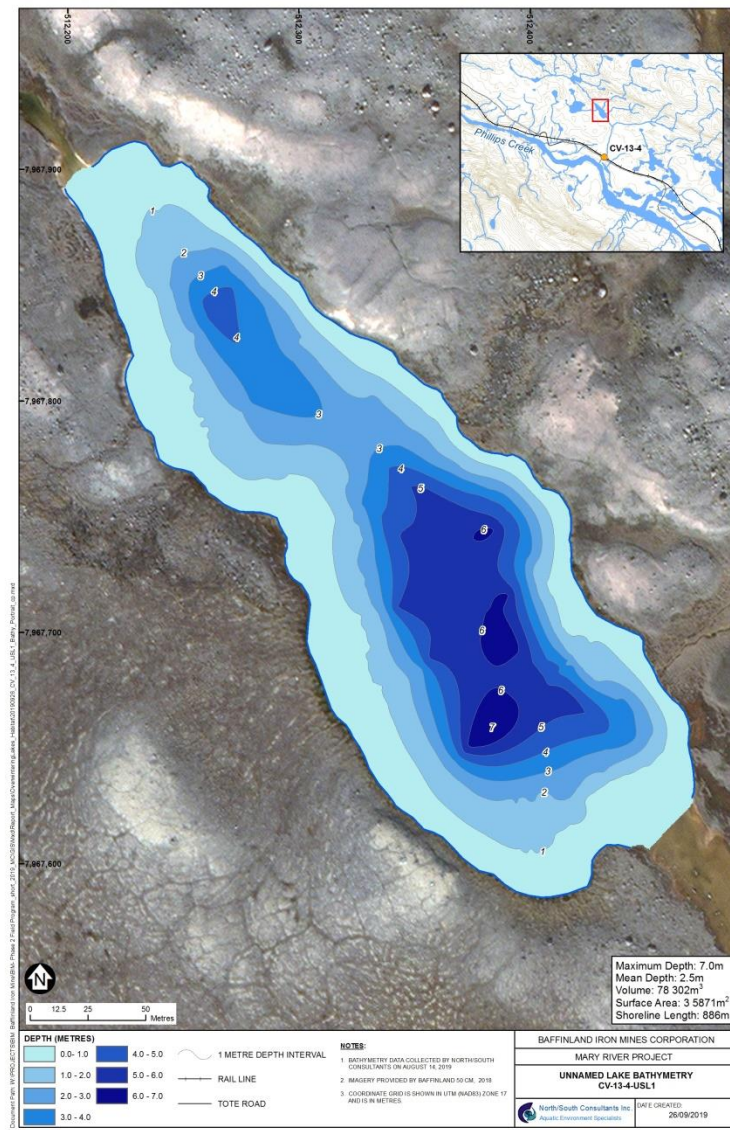 512,200
512,300
512,400
Phillips Creek
CV-13-4
7,967,900
1
2
3
4
4
7,967,800
3
3
4
5
6
7,967,700
6
6
7
5
4
3
2
7,967,600
1
N
0 12.5 25 50
Metres
Maximum Depth: 7.0m
Mean Depth: 2.5m
Volume: 78 302m³
Surface Area: 3 5871m²
Shoreline Length: 886m
DEPTH (METRES)
0.0- 1.0
1.0 - 2.0
2.0 - 3.0
3.0 - 4.0
4.0 - 5.0
5.0 - 6.0
6.0 - 7.0
1 METRE DEPTH INTERVAL
RAIL LINE
TOTE ROAD
NOTES:
1. BATHYMETRY DATA COLLECTED BY NORTH/SOUTH
CONSULTANTS ON AUGUST 14, 2019
2. IMAGERY PROVIDED BY BAFFINLAND 50 CM, 2018
3. COORDINATE GRID IS SHOWN IN UTM (NAD83) ZONE 17
AND IS IN METRES.
BAFFINLAND IRON MINES CORPORATION
MARY RIVER PROJECT
UNNAMED LAKE BATHYMETRY
CV-13-4-USL1
North/South Consultants Inc.
Aquatic Environment Specialists
DATE CREATED:
26/09/2019